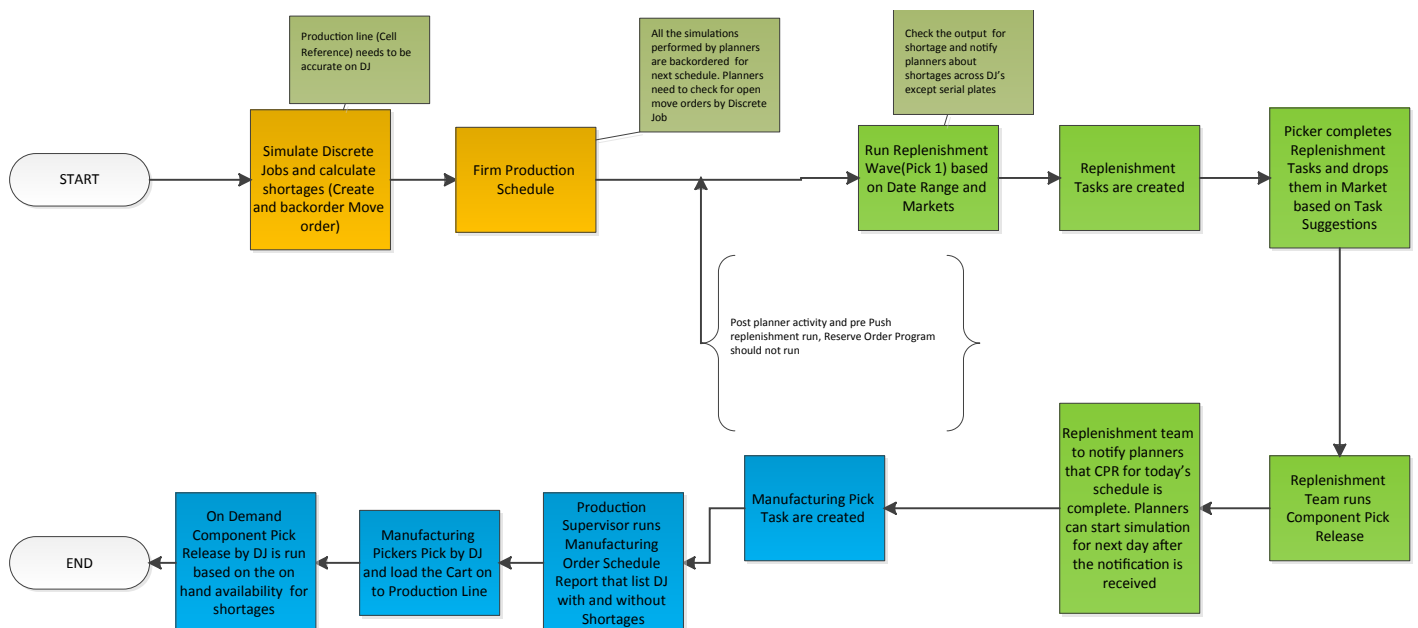 Production line (Cell
Reference) needs to be
accurate on DJ
All the simulations
performed by planners
are backordered for
next schedule. Planners
need to check for open
move orders by Discrete
Job
Check the output for
shortage and notify
planners about
shortages across DJ's
except serial plates
START
Simulate Discrete
Jobs and calculate
shortages (Create
and backorder Move
order)
Firm Production
Schedule
Run Replenishment
Wave(Pick 1) based
on Date Range and
Markets
Replenishment
Tasks are created
Picker completes
Replenishment
Tasks and drops
them in Market
based on Task
Suggestions
Post planner activity and pre Push
replenishment run, Reserve Order Program
should not run
Replenishment
Team runs
Component Pick
Release
Replenishment team
to notify planners
that CPR for today's
schedule is
complete. Planners
can start simulation
for next day after
the notification is
received
Manufacturing Pick
Task are created
Production
Supervisor runs
Manufacturing
Order Schedule
Report that list DJ
with and without
Shortages
Manufacturing
Pickers Pick by DJ
and load the Cart on
to Production Line
On Demand
Component Pick
Release by DJ is run
based on the on
hand availability for
shortages
END